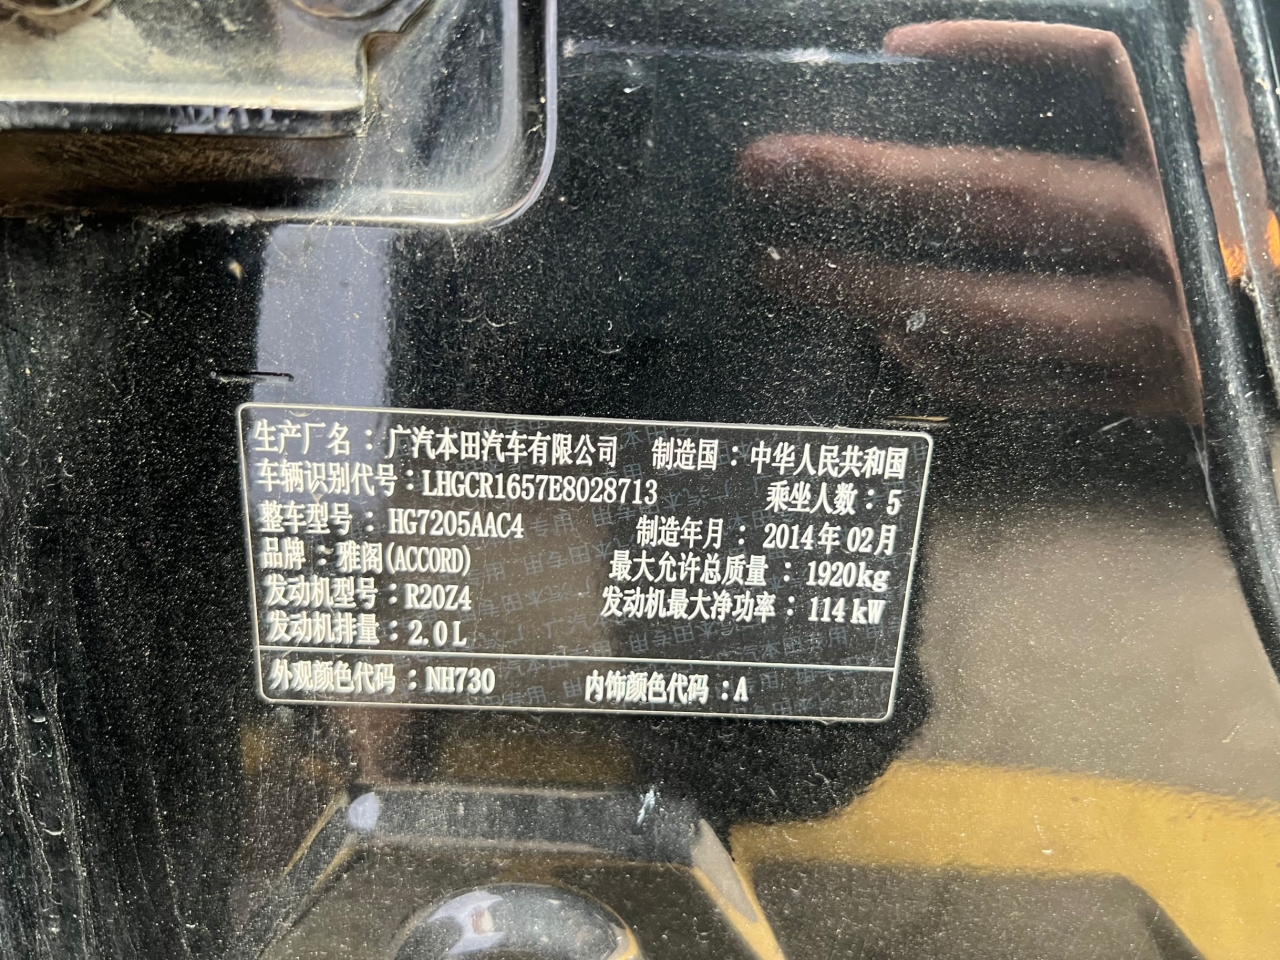 生产厂名：广汽本田汽车有限公司 制造国：中华人民共和国
车辆识别代号：LHGCR1657E8028713 乘坐人数：5
整车型号：HG7205AAC4 制造年月：2014年02月
品牌：雅阁(ACCORD) 最大允许总质量：1920kg
发动机型号：R20Z4 发动机最大净功率：114kW
发动机排量：2.0L
外观颜色代码：NH730 内饰颜色代码：A